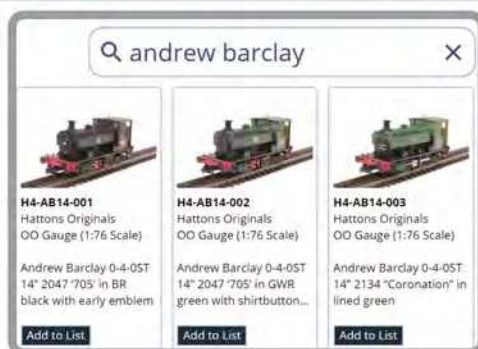 andrew barclay
H4-AB14-001
Hattons Originals
OO Gauge (1:76 Scale)
Andrew Barclay 0-4-0ST
14" 2047 '705' in BR
black with early emblem
Add to List
H4-AB14-002
Hattons Originals
OO Gauge (1:76 Scale)
Andrew Barclay 0-4-0ST
14" 2047 '705' in GWR
green with shirtbutton...
Add to List
H4-AB14-003
Hattons Originals
OO Gauge (1:76 Scale)
Andrew Barclay 0-4-0ST
14" 2134 "Coronation" in
lined green
Add to List